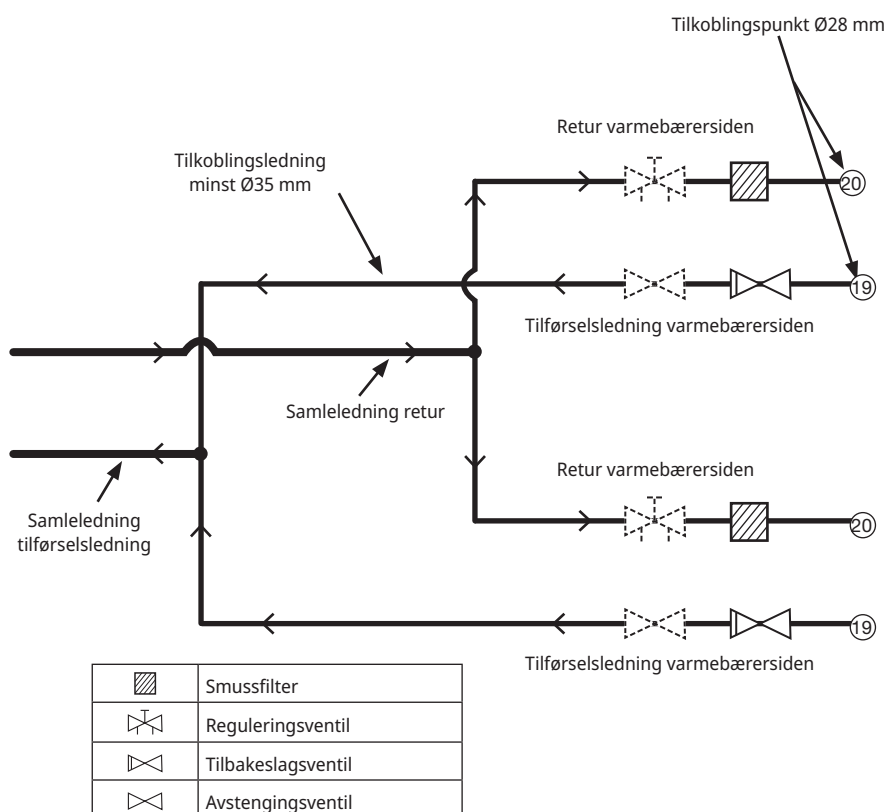 Tilkoblingspunkt Ø28 mm
Retur varmebærersiden
Tilkoblingsledning
minst Ø35 mm
20
19
Tilførselsledning varmebærersiden
Samleledning retur
Retur varmebærersiden
Samleledning
tilførselsledning
20
19
Tilførselsledning varmebærersiden
Smussfilter
Reguleringsventil
Tilbakeslagsventil
Avstengingsventil